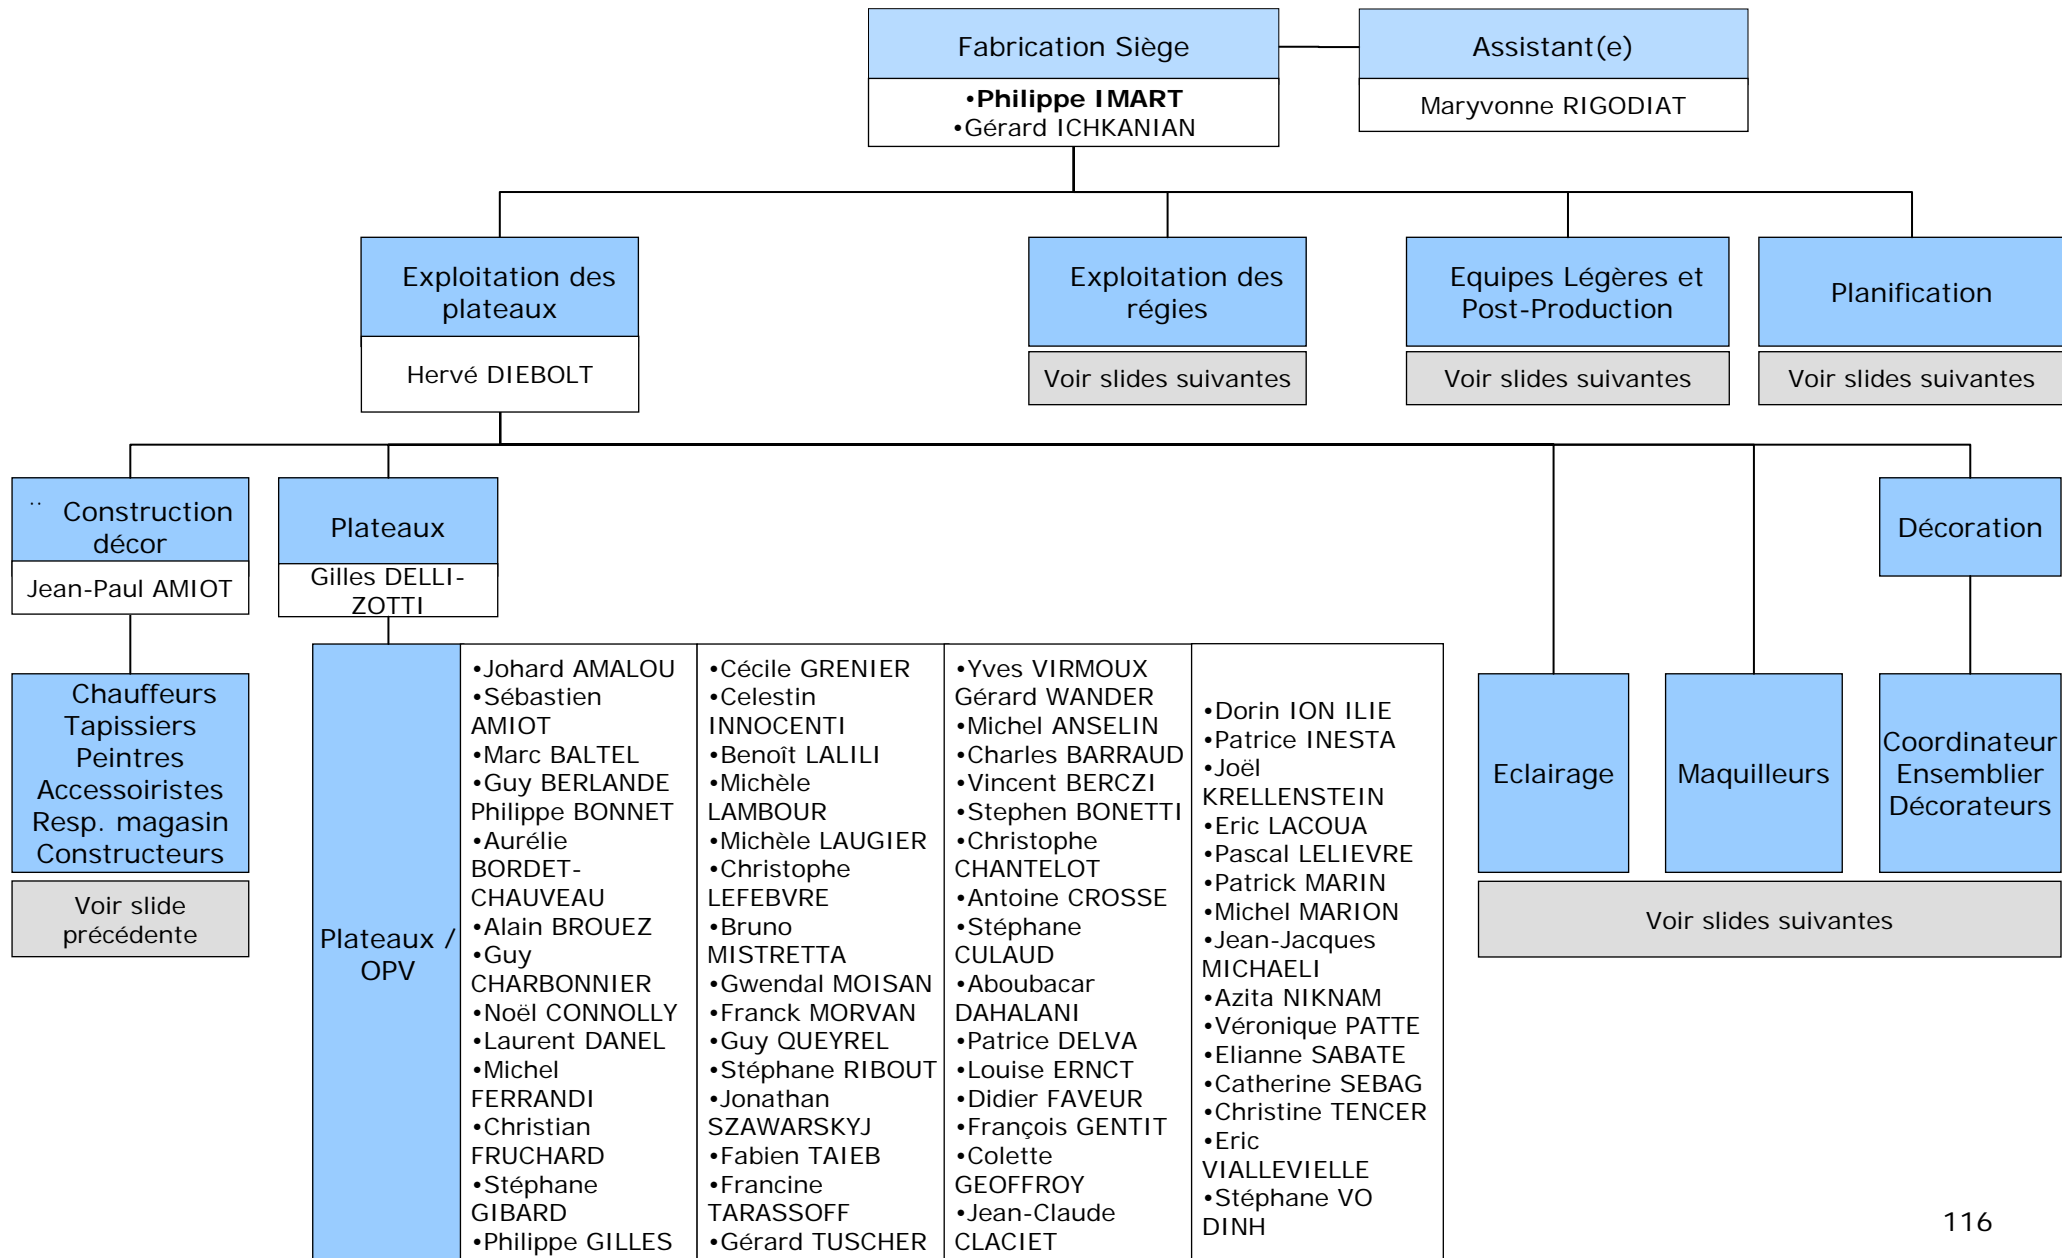 Fabrication Siège
•Philippe IMART
•Gérard ICHKANIAN
Assistant(e)
Maryvonne RIGODIAT
Exploitation des
plateaux
Hervé DIEBOLT
Exploitation des
régies
Voir slides suivantes
Equipes Légères et
Post-Production
Voir slides suivantes
Planification
Voir slides suivantes
.. Construction
décor
Jean-Paul AMIOT
Plateaux
Gilles DELLI-
ZOTTI
Décoration
Chauffeurs
Tapissiers
Peintres
Accessoiristes
Resp. magasin
Constructeurs
Voir slide
précédente
Plateaux /
OPV
•Johard AMALOU
•Sébastien
AMIOT
•Marc BALTEL
•Guy BERLANDE
Philippe BONNET
•Aurélie
BORDET-
CHAUVEAU
•Alain BROUEZ
•Guy
CHARBONNIER
•Noël CONNOLLY
•Laurent DANEL
•Michel
FERRANDI
•Christian
FRUCHARD
•Stéphane
GIBARD
•Philippe GILLES
•Cécile GRENIER
•Celestin
INNOCENTI
•Benoît LALILI
•Michèle
LAMBOUR
•Michèle LAUGIER
•Christophe
LEFEBVRE
•Bruno
MISTRETTA
•Gwendal MOISAN
•Franck MORVAN
•Guy QUEYREL
•Stéphane RIBOUT
•Jonathan
SZAWARSKYJ
•Fabien TAIEB
•Francine
TARASSOFF
•Gérard TUSCHER
•Yves VIRMOUX
Gérard WANDER
•Michel ANSELIN
•Charles BARRAUD
•Vincent BERCZI
•Stephen BONETTI
•Christophe
CHANTELOT
•Antoine CROSSE
•Stéphane
CULAUD
•Aboubacar
DAHALANI
•Patrice DELVA
•Louise ERNCT
•Didier FAVEUR
•François GENTIT
•Colette
GEOFFROY
•Jean-Claude
CLACIET
•Dorin ION ILIE
•Patrice INESTA
•Joël
KRELLENSTEIN
•Eric LACOUA
•Pascal LELIEVRE
•Patrick MARIN
•Michel MARION
•Jean-Jacques
MICHAELI
•Azita NIKNAM
•Véronique PATTE
•Elianne SABATE
•Catherine SEBAG
•Christine TENCER
•Eric
VIALLEVIELLE
•Stéphane VO
DINH
Eclairage
Maquilleurs
Coordinateur
Ensemblier
Décorateurs
Voir slides suivantes
116